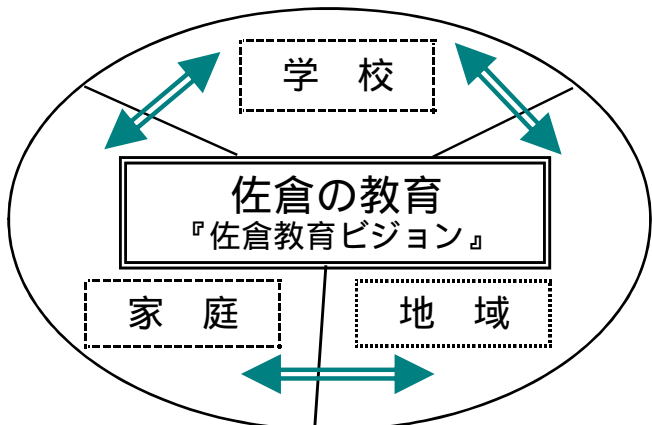 学　校
佐倉の教育
『佐倉教育ビジョン』
家　庭
地　域